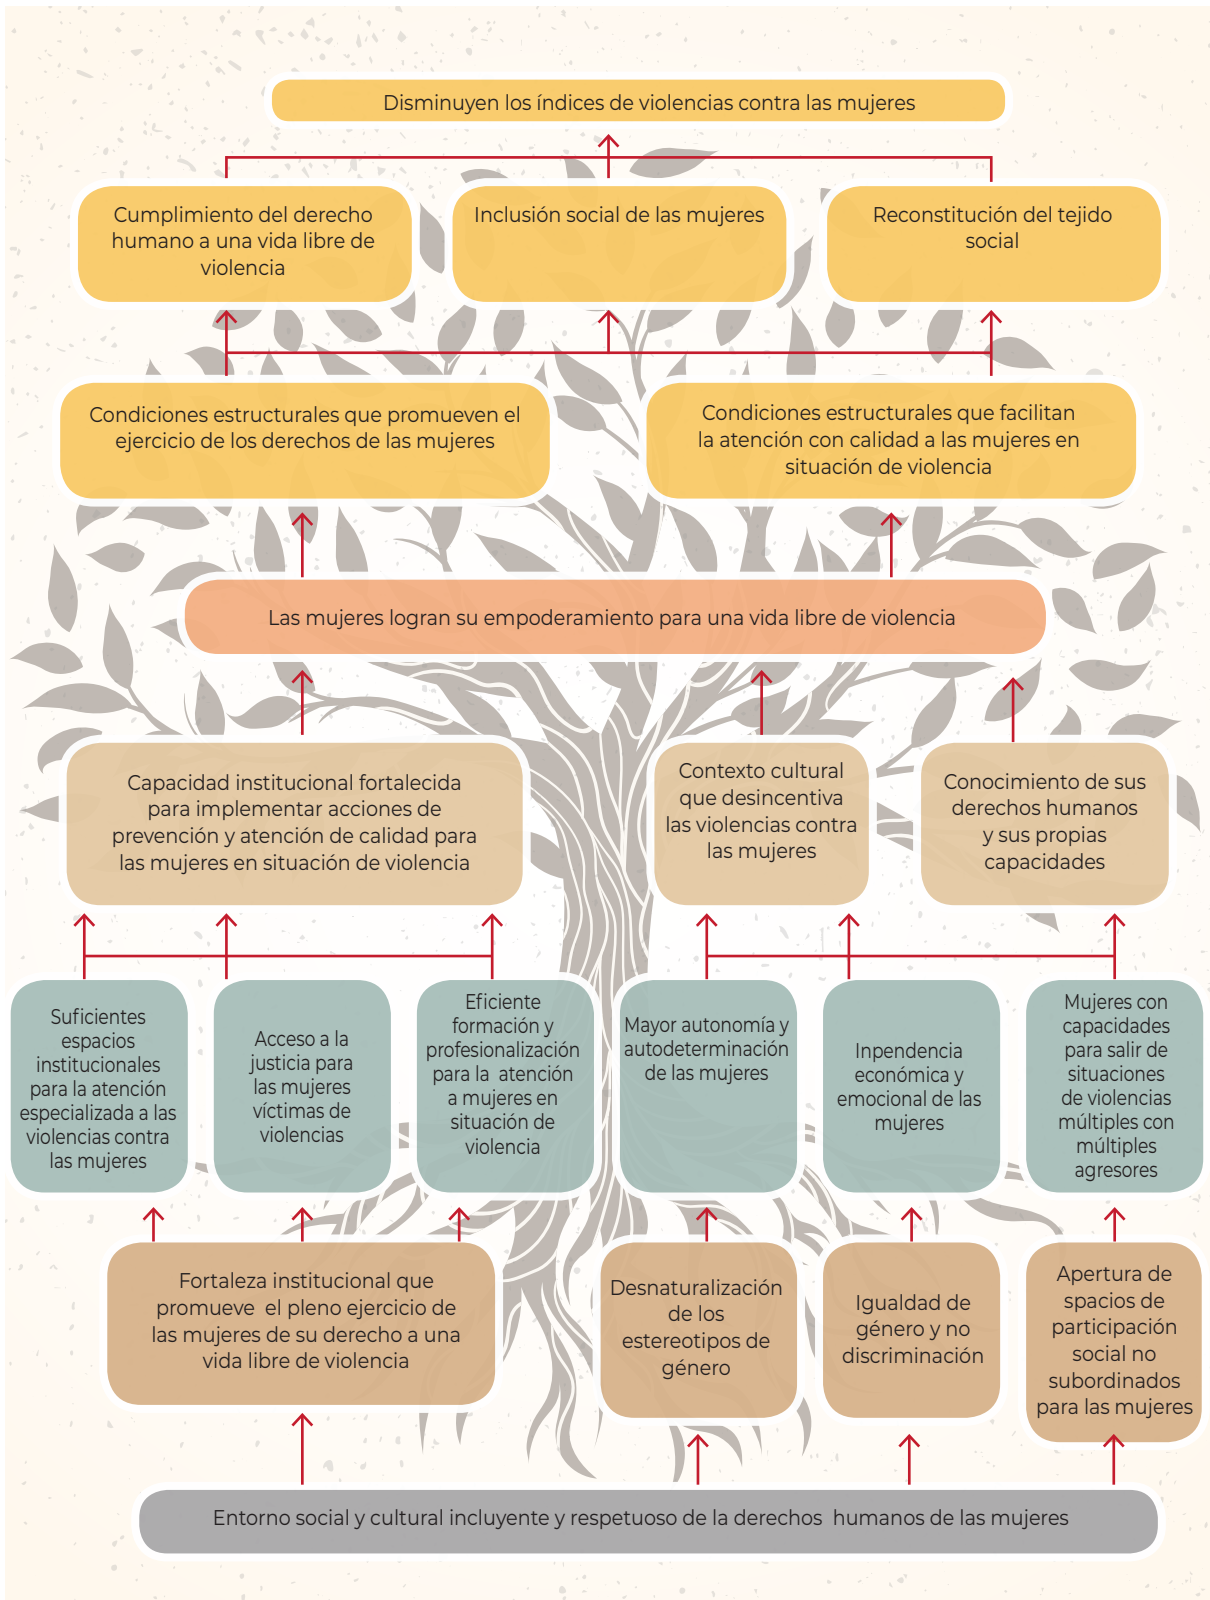 Disminuyen los índices de violencias contra las mujeres
Cumplimiento del derecho
humano a una vida libre de
violencia
Inclusión social de las mujeres
Reconstitución del tejido
social
Condiciones estructurales que promueven el
ejercicio de los derechos de las mujeres
Condiciones estructurales que facilitan
la atención con calidad a las mujeres en
situación de violencia
Las mujeres logran su empoderamiento para una vida libre de violencia
Capacidad institucional fortalecida
para implementar acciones de
prevención y atención de calidad para
las mujeres en situación de violencia
Contexto cultural
que desincentiva
las violencias contra
las mujeres
Conocimiento de sus
derechos humanos
y sus propias
capacidades
Suficientes
espacios
institucionales
para la atención
especializada a las
violencias contra
las mujeres
Acceso a la
justicia para
las mujeres
víctimas de
violencias
Eficiente
formación y
profesionalización
para la atención
a mujeres en
situación de
violencia
Mayor autonomía y
autodeterminación
de las mujeres
Inpendencia
económica y
emocional de las
mujeres
Mujeres con
capacidades
para salir de
situaciones
de violencias
múltiples con
múltiples
agresores
Fortaleza institucional que
promueve el pleno ejercicio de
las mujeres de su derecho a una
vida libre de violencia
Desnaturalización
de los
estereotipos de
género
Igualdad de
género y no
discriminación
Apertura de
spacios de
participación
social no
subordinados
para las mujeres
Entorno social y cultural incluyente y respetuoso de la derechos humanos de las mujeres